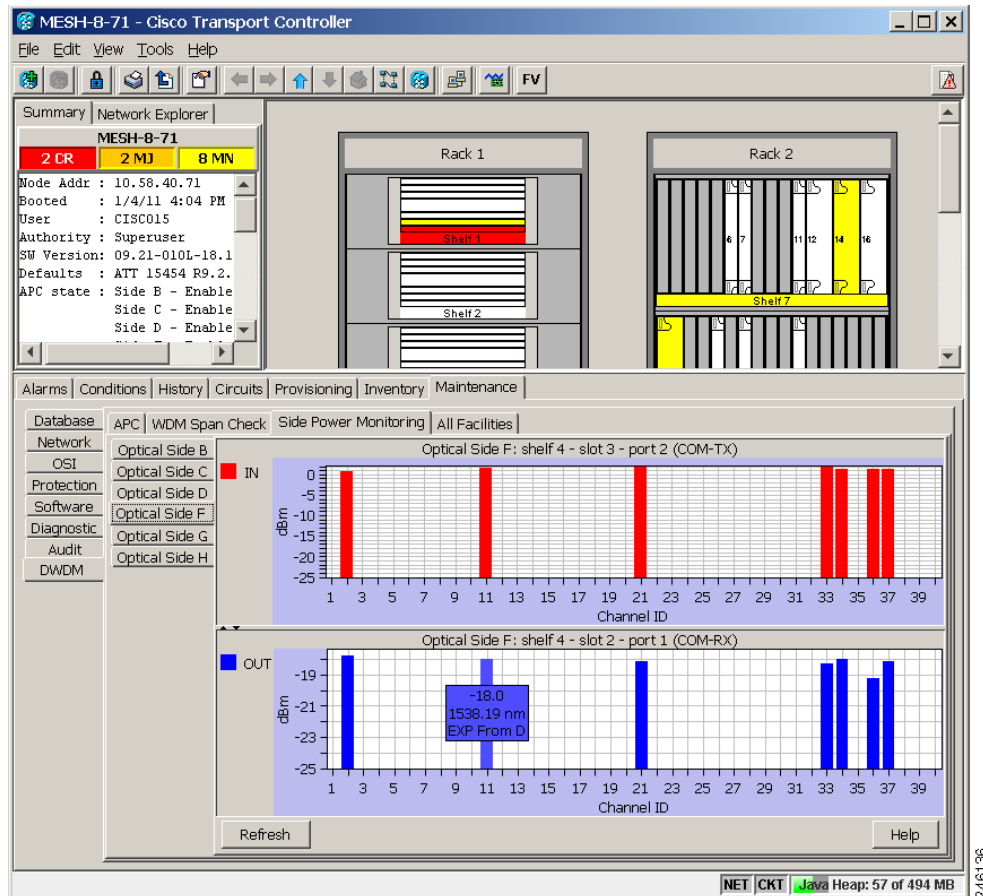 MESH-8-71 - Cisco Transport Controller
File Edit View Tools Help
FV
Summary Network Explorer
MESH-8-71
2 CR 2 MJ 8 MN
Node Addr : 10.58.40.71
Booted : 1/4/11 4:04 PM
User : CISCO15
Authority : Superuser
SW Version: 09.21-010L-18.1
Defaults : ATT 15454 R9.2.
APC state : Side B - Enable
Side C - Enable
Side D - Enable
Rack 1
Shelf 1
Shelf 2
Rack 2
6 7 11 12 14 16
Shelf 7
Alarms Conditions History Circuits Provisioning Inventory Maintenance
Database
Network
OSI
Protection
Software
Diagnostic
Audit
DWDM
APC WDM Span Check Side Power Monitoring All Facilities
Optical Side B
Optical Side C
Optical Side D
Optical Side F
Optical Side G
Optical Side H
Optical Side F: shelf 4 - slot 3 - port 2 (COM-TX)
IN
dBm
0
-5
-10
-15
-20
-25
1 3 5 7 9 11 13 15 17 19 21 23 25 27 29 31 33 35 37 39
Channel ID
Optical Side F: shelf 4 - slot 2 - port 1 (COM-RX)
OUT
dBm
-19
-21
-23
-25
-18.0
1538.19 nm
EXP From D
1 3 5 7 9 11 13 15 17 19 21 23 25 27 29 31 33 35 37 39
Channel ID
Refresh Help
NET CKT Java Heap: 57 of 494 MB
246136